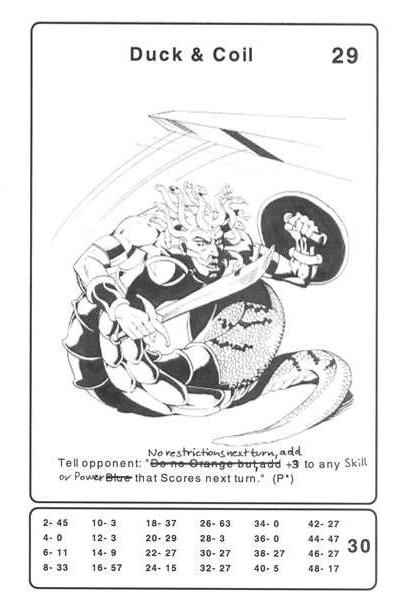 Duck & Coil 29
No restrictions next turn, add
Tell opponent: "Do no Orange but, add +3 to any Skill
or Power Blue that Scores next turn." (P*)
2- 45 10- 3 18- 37 26- 63 34- 0 42- 27
4- 0 12- 3 20- 29 28- 3 36- 0 44- 47
6- 11 14- 9 22- 27 30- 27 38- 27 46- 27 30
8- 33 16- 57 24- 15 32- 27 40- 5 48- 17